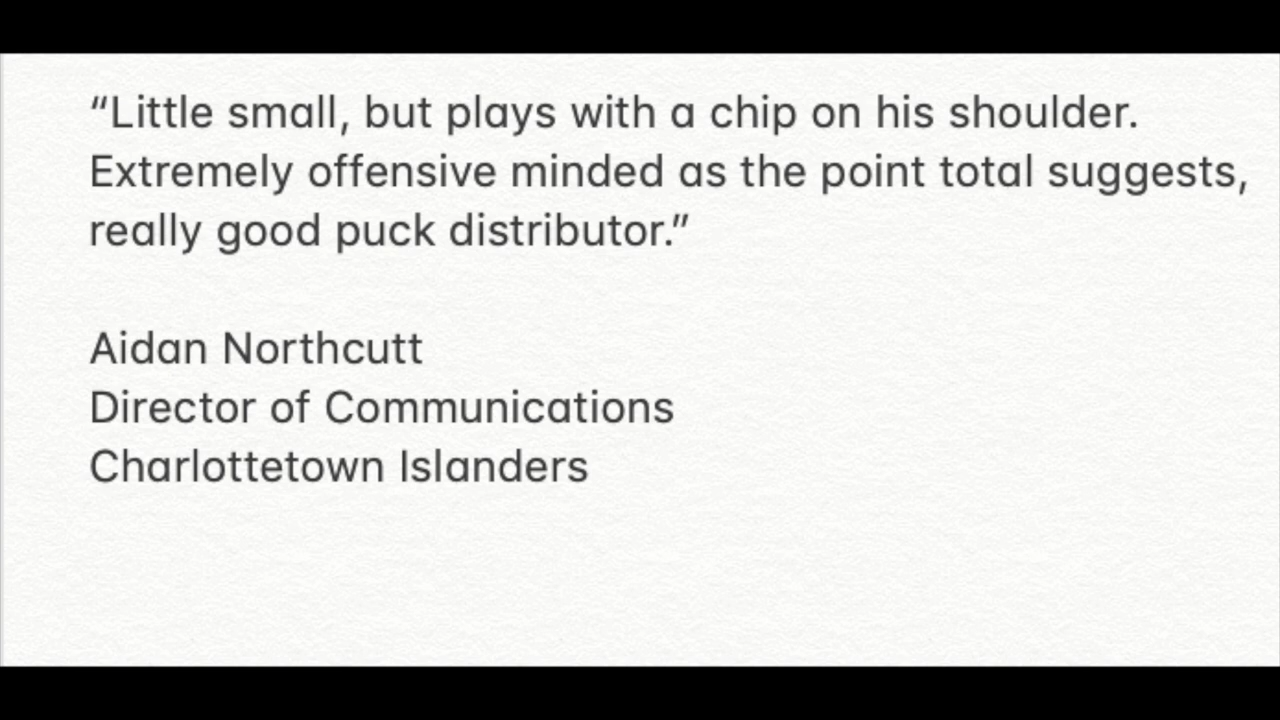 “Little small, but plays with a chip on his shoulder.
Extremely offensive minded as the point total suggests,
really good puck distributor.”
Aidan Northcutt
Director of Communications
Charlottetown Islanders